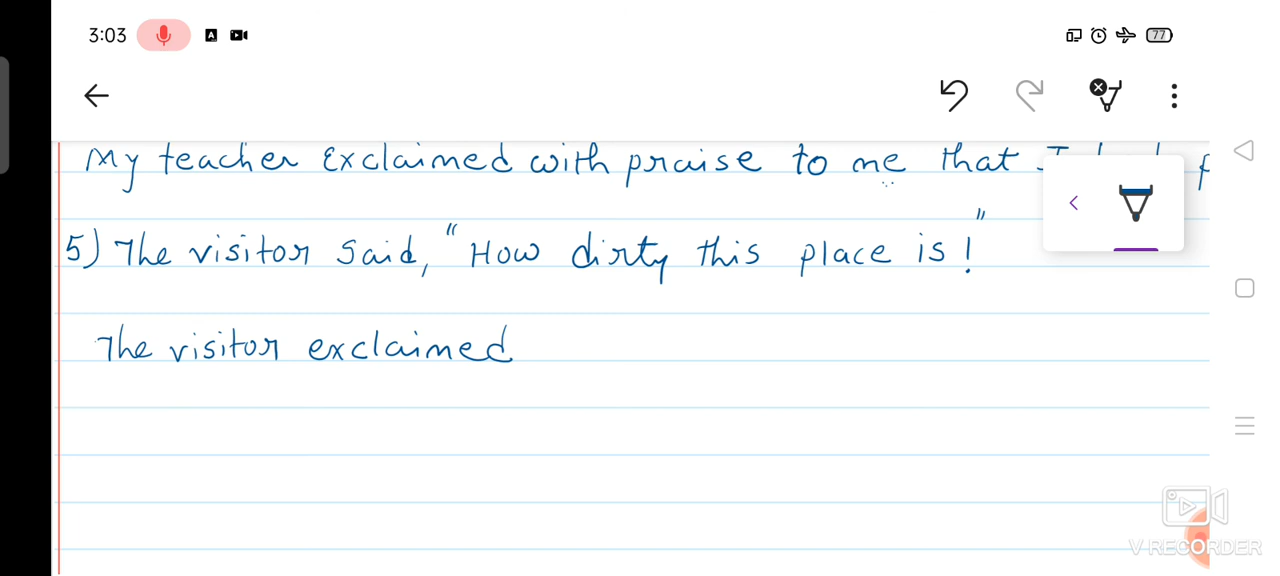 3:03
A
77
My teacher Exclaimed with praise to me that I
5) The visitor said, "How dirty this place is!"
The visitor exclaimed
V RECORDER